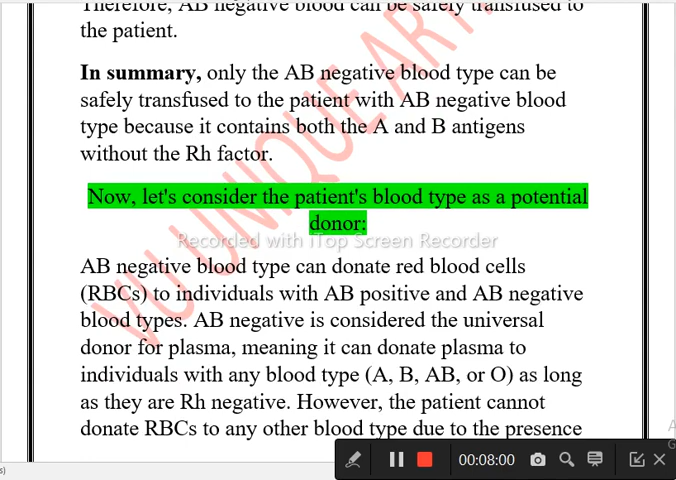 Therefore, AB negative blood can be safely transfused to
the patient.
In summary, only the AB negative blood type can be
safely transfused to the patient with AB negative blood
type because it contains both the A and B antigens
without the Rh factor.
Now, let's consider the patient's blood type as a potential
donor:
Recorded with iTop Screen Recorder
AB negative blood type can donate red blood cells
(RBCs) to individuals with AB positive and AB negative
blood types. AB negative is considered the universal
donor for plasma, meaning it can donate plasma to
individuals with any blood type (A, B, AB, or O) as long
as they are Rh negative. However, the patient cannot
donate RBCs to any other blood type due to the presence
VU UNIQUE
00:08:00
s)